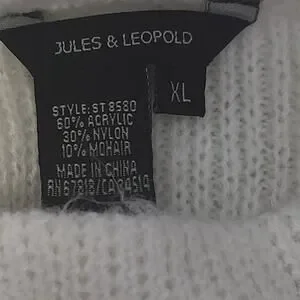 JULES & LEOPOLD
XL
STYLE: ST 8580
60% ACRYLIC
30% NYLON
10% MOHAIR
MADE IN CHINA